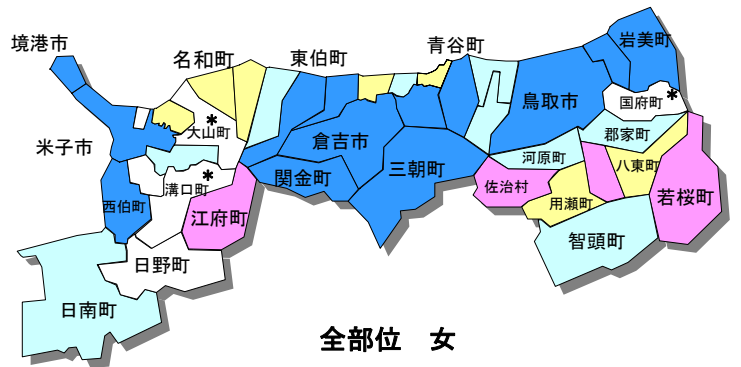 境港市
名和町
東伯町
青谷町
岩美町
米子市
*
大山町
鳥取市
国府町
*
倉吉市
郡家町
河原町
八東町
*
溝口町
関金町
三朝町
佐治村
用瀬町
若桜町
西伯町
江府町
智頭町
日野町
日南町
全部位 女